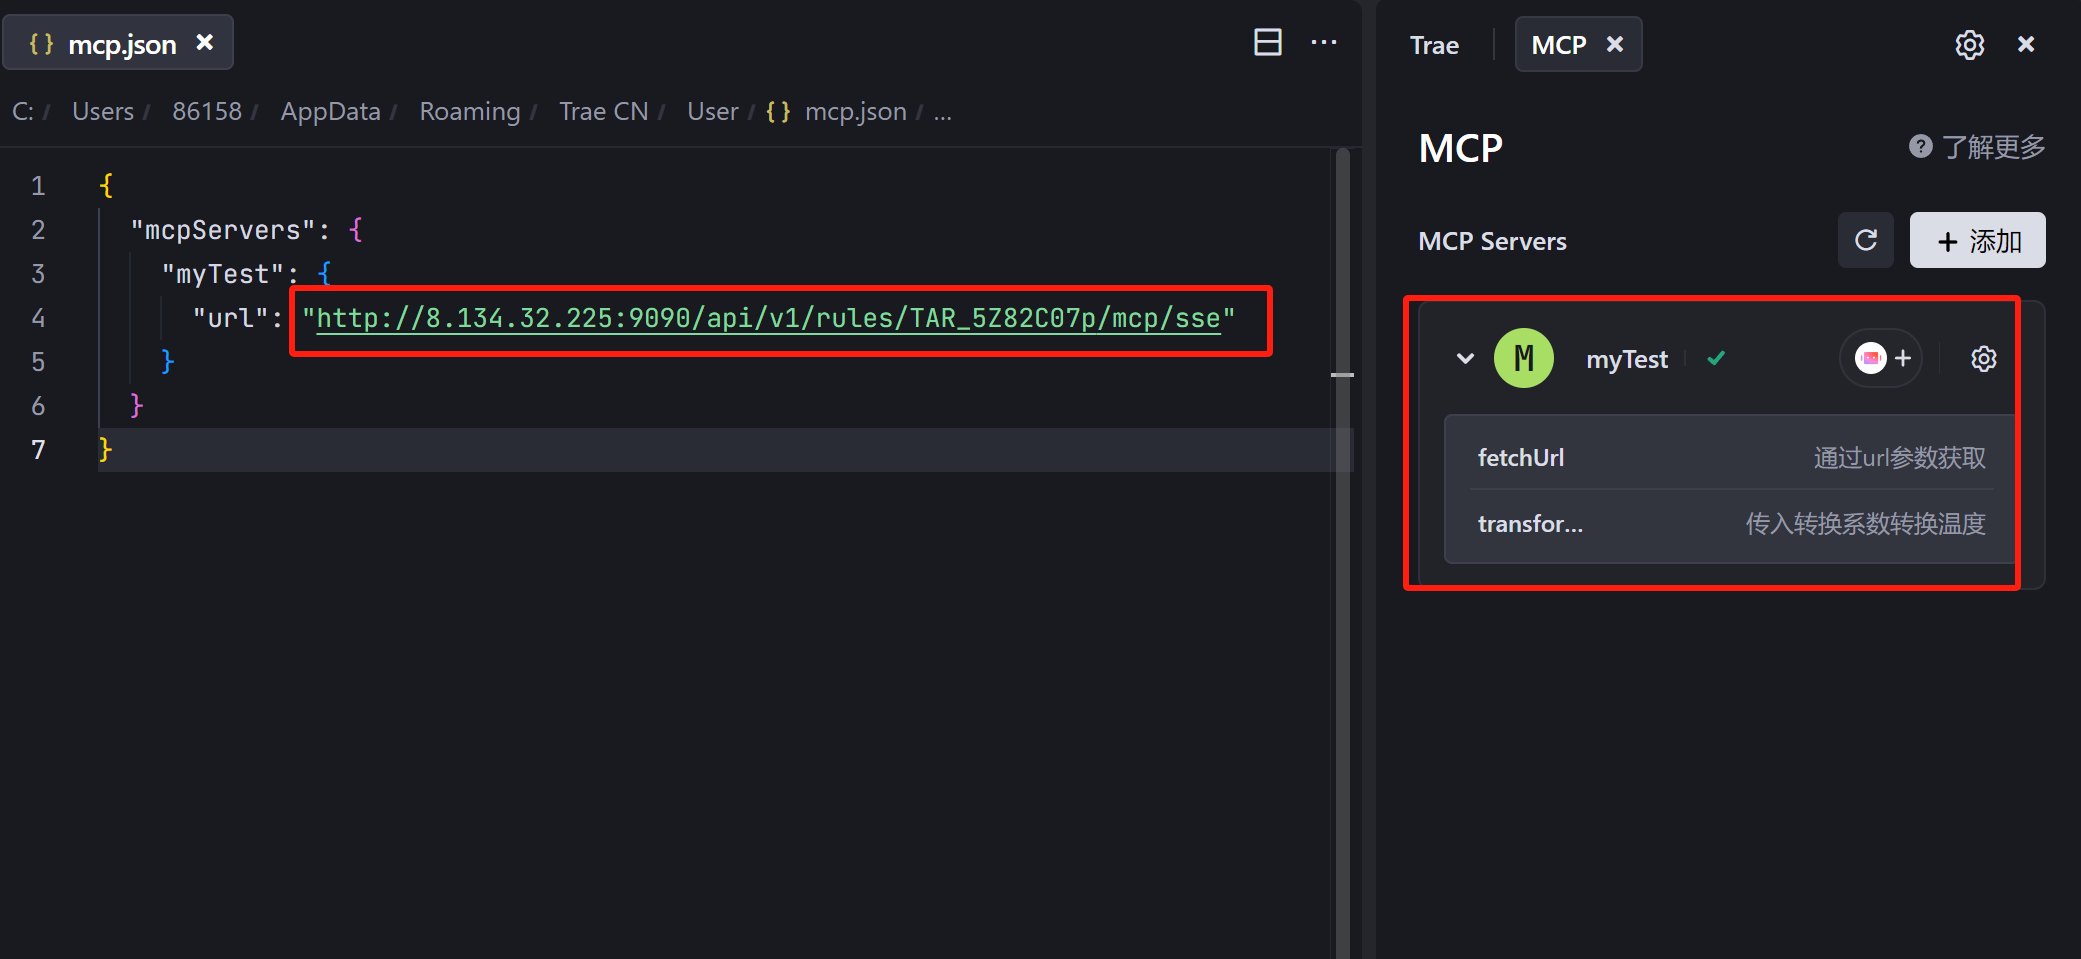 { } mcp.json ×
C: / Users / 86158 / AppData / Roaming / Trae CN / User / { } mcp.json / ...
1 {
2 "mcpServers": {
3 "myTest": {
4 "url": "http://8.134.32.225:9090/api/v1/rules/TAR_5Z82C07p/mcp/sse"
5 }
6 }
7 }
Trae MCP ×
MCP
? 了解更多
MCP Servers
+ 添加
M myTest
fetchUrl 通过url参数获取
transfor... 传入转换系数转换温度